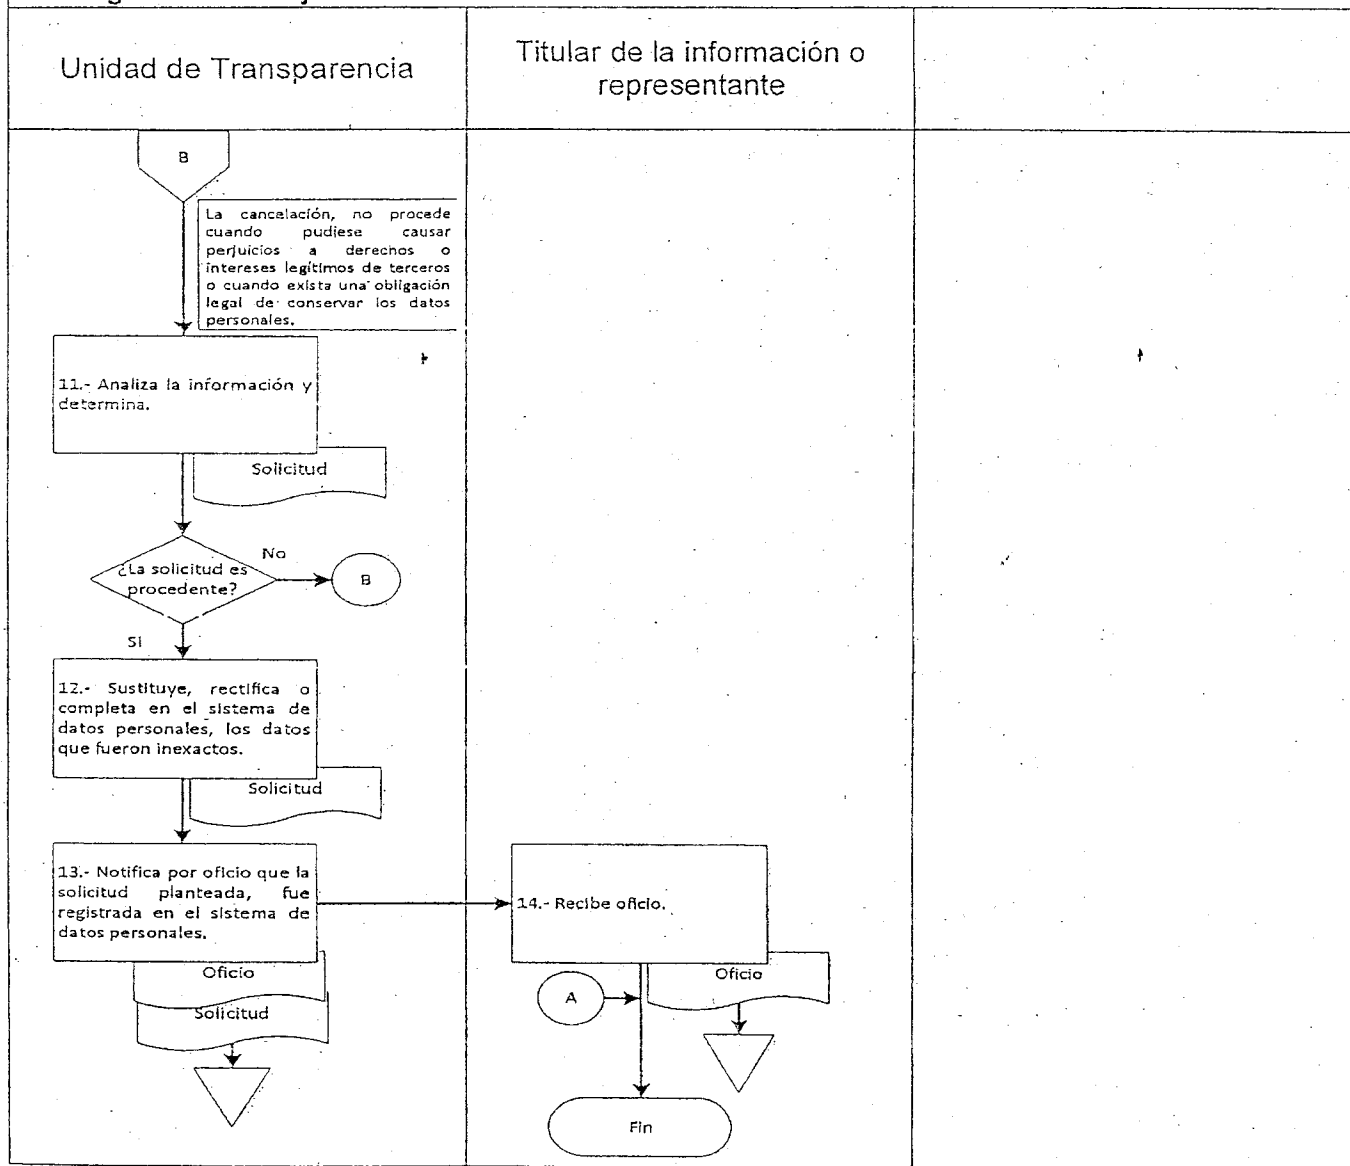 Unidad de Transparencia
Titular de la información o
representante
B
La cancelación, no procede
cuando pudiese causar
perjuicios a derechos o
intereses legítimos de terceros
o cuando exista una obligación
legal de conservar los datos
personales.
11.- Analiza la información y
determina.
Solicitud
¿La solicitud es
procedente?
No
B
Si
12.- Sustituye, rectifica o
completa en el sistema de
datos personales, los datos
que fueron inexactos.
Solicitud
13.- Notifica por oficio que la
solicitud planteada, fue
registrada en el sistema de
datos personales.
Oficio
Solicitud
14.- Recibe oficio.
Oficio
A
Fin